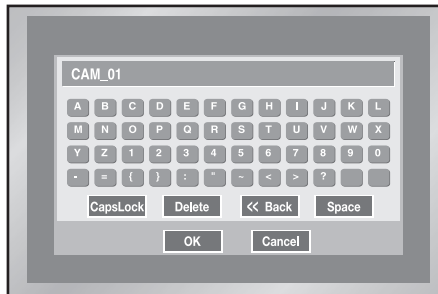 CAM_01
A B C D E F G H I J K L
M N O P Q R S T U V W X
Y Z 1 2 3 4 5 6 7 8 9 0
- = { } : " ~ < > ?
CapsLock Delete << Back Space
OK Cancel